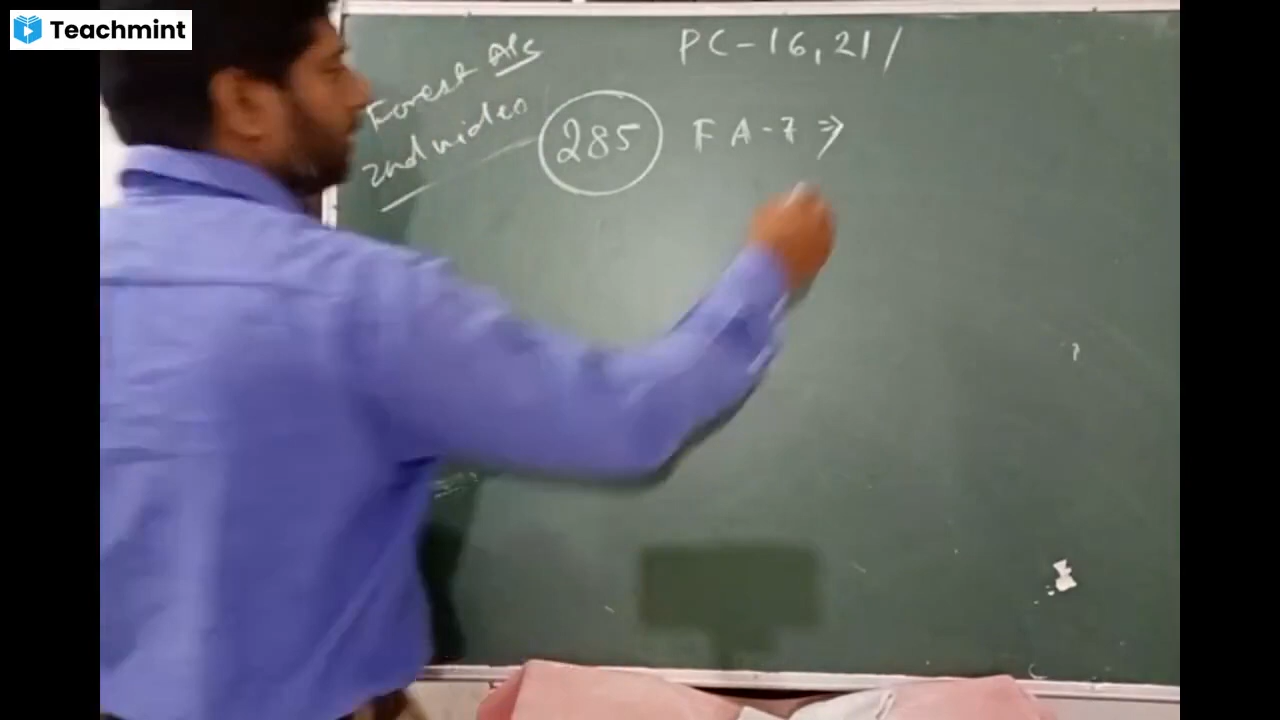 Teachmint
PC-16,21/
Forest A/s
2nd video
285 FA-7 ⇒